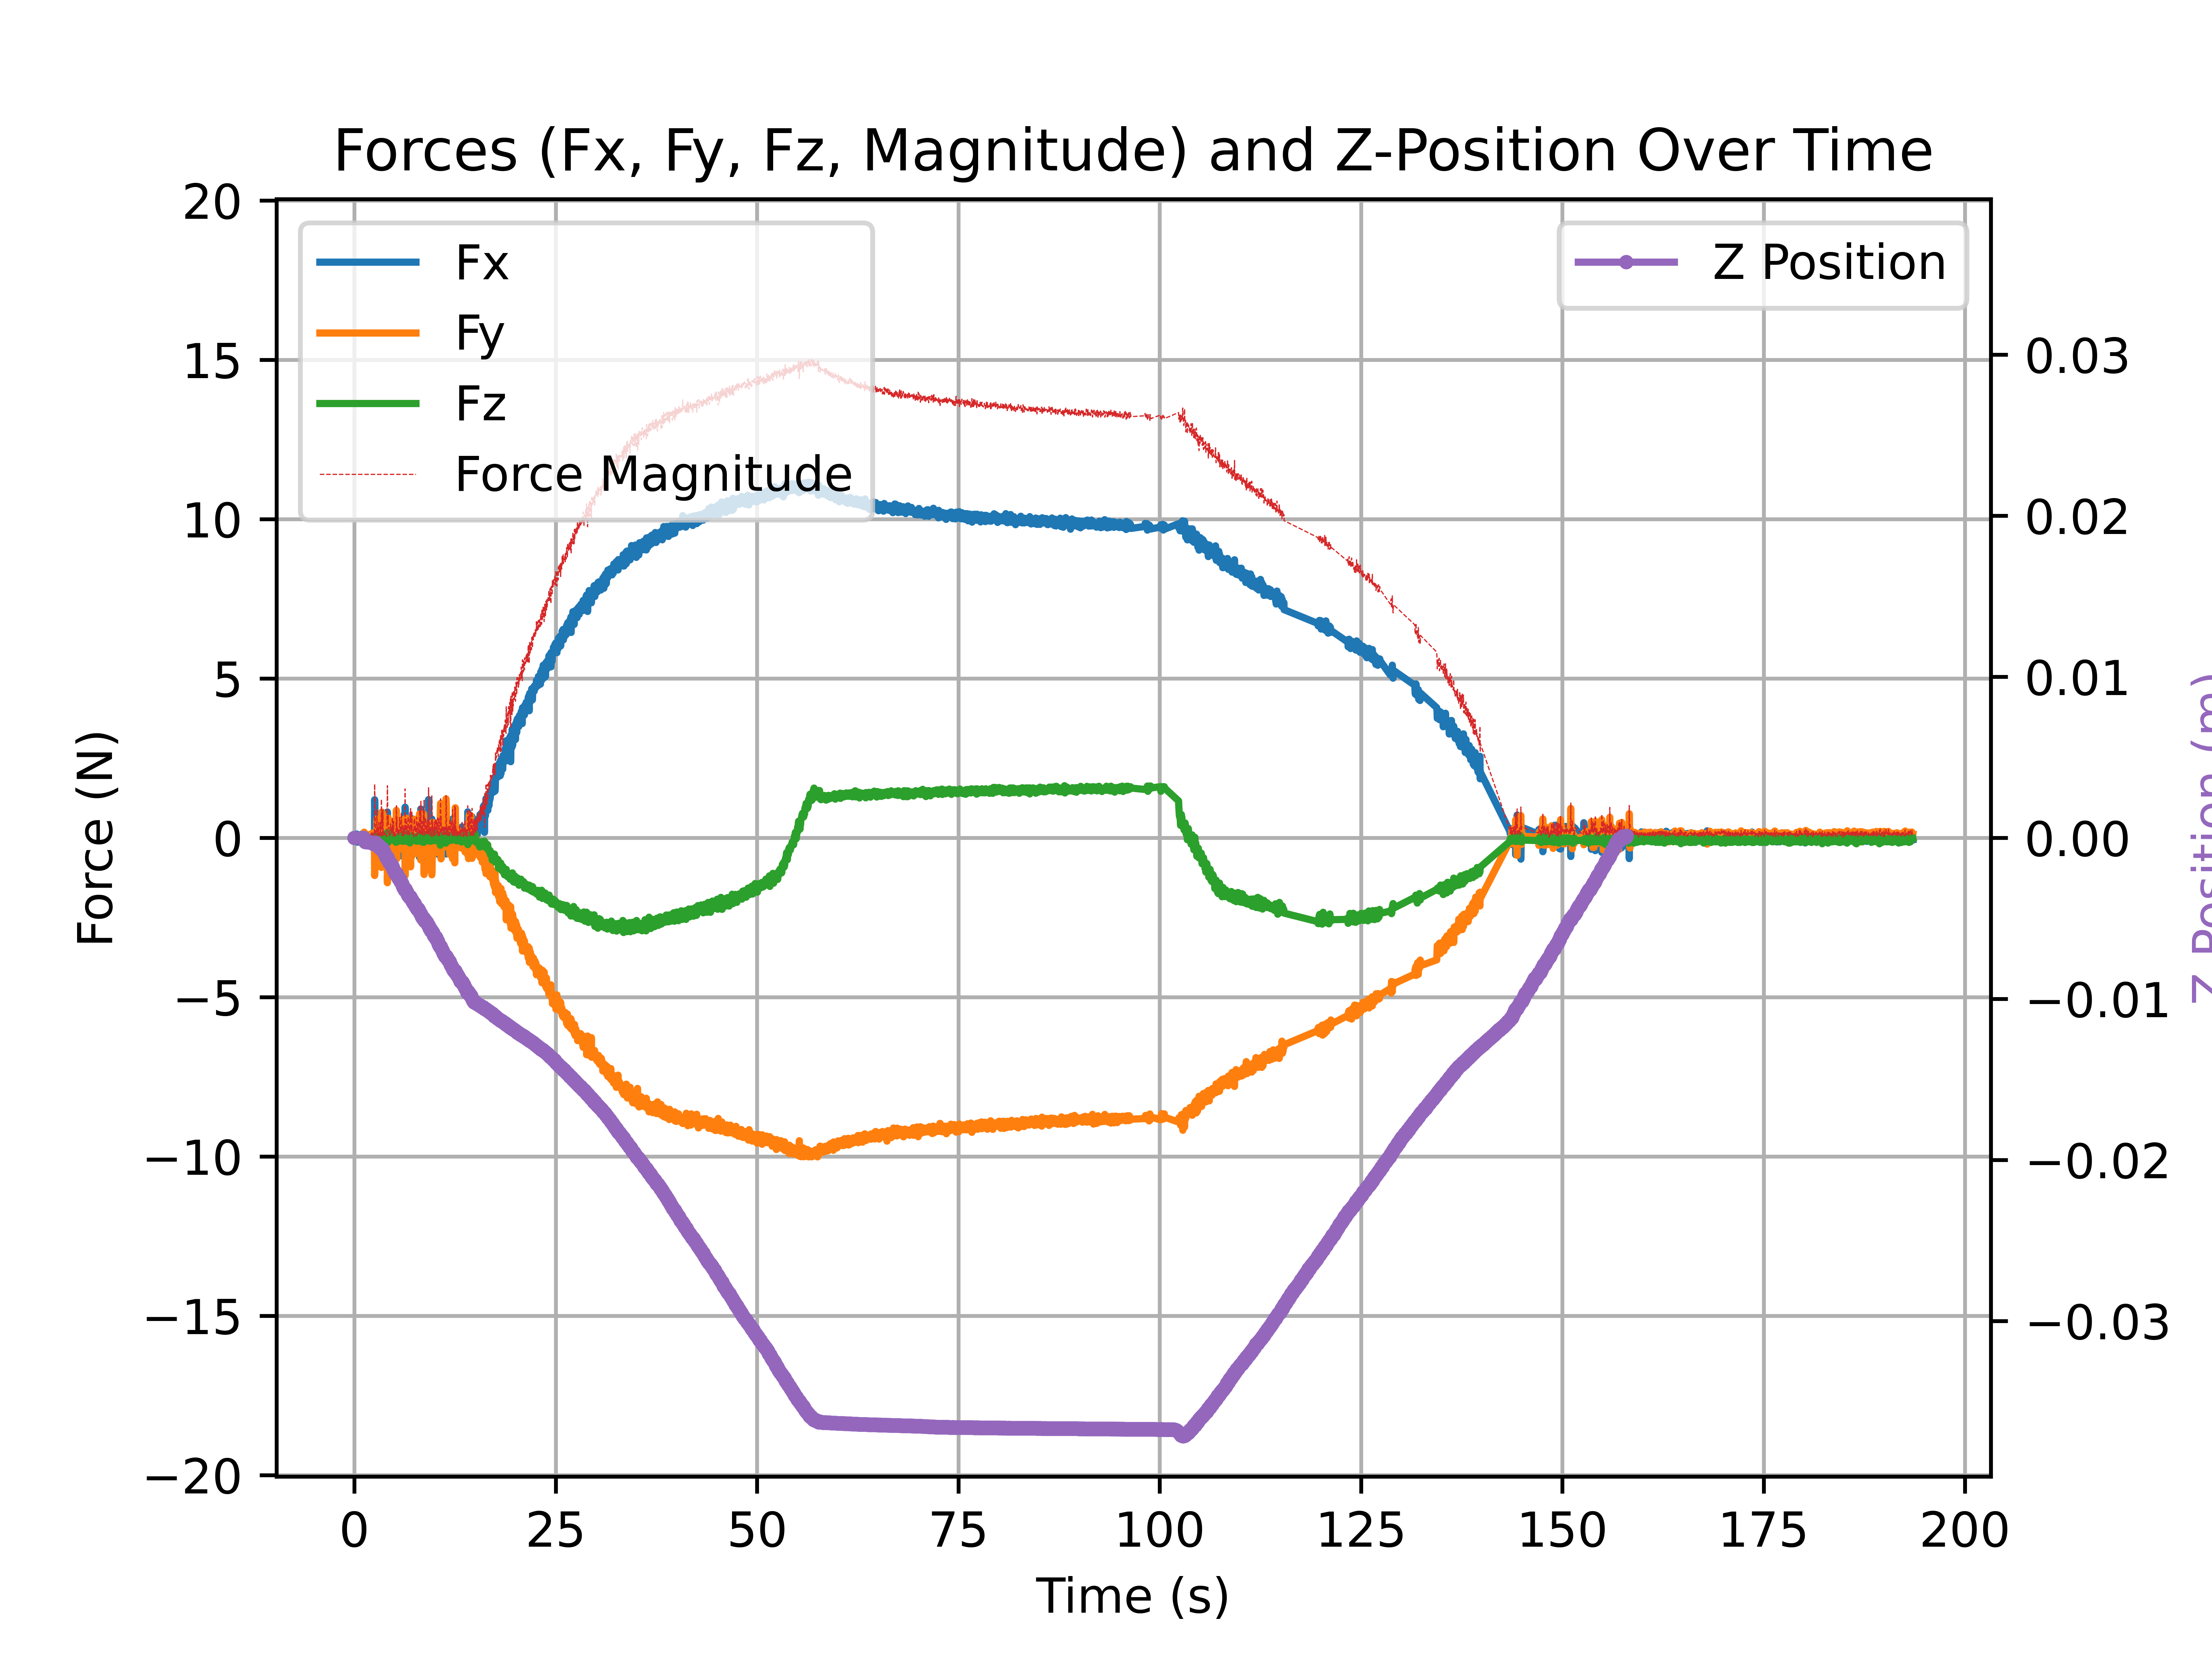 Forces (Fx, Fy, Fz, Magnitude) and Z-Position Over Time
Fx
Fy
Fz
Force Magnitude
Z Position
20
15
10
5
0
−5
−10
−15
−20
Force (N)
0.03
0.02
0.01
0.00
−0.01
−0.02
−0.03
Z Position (m)
0
25
50
75
100
125
150
175
200
Time (s)